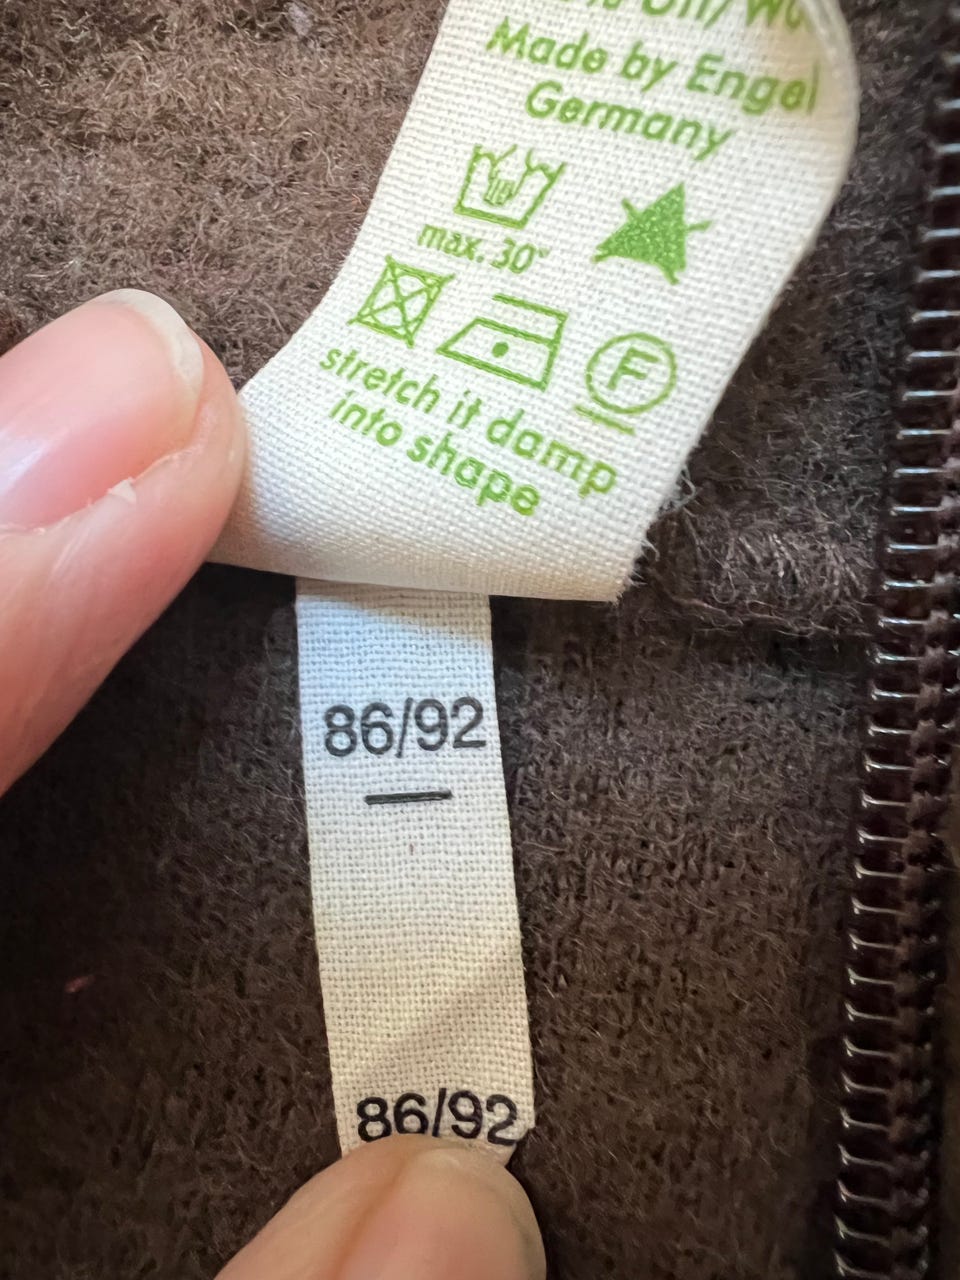 Made by Engel
Germany
max. 30°
F
stretch it damp
into shape
86/92
86/92